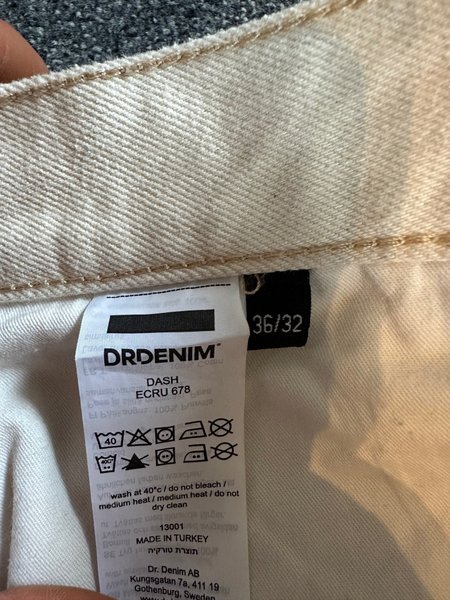 36/32
DRDENIM
DASH
ECRU 678
40
40C°
wash at 40°c / do not bleach /
medium heat / medium heat / do not
dry clean
13001
MADE IN TURKEY
תוצרת טורקיה
Dr. Denim AB
Kungsgatan 7a, 411 19
Gothenburg, Sweden